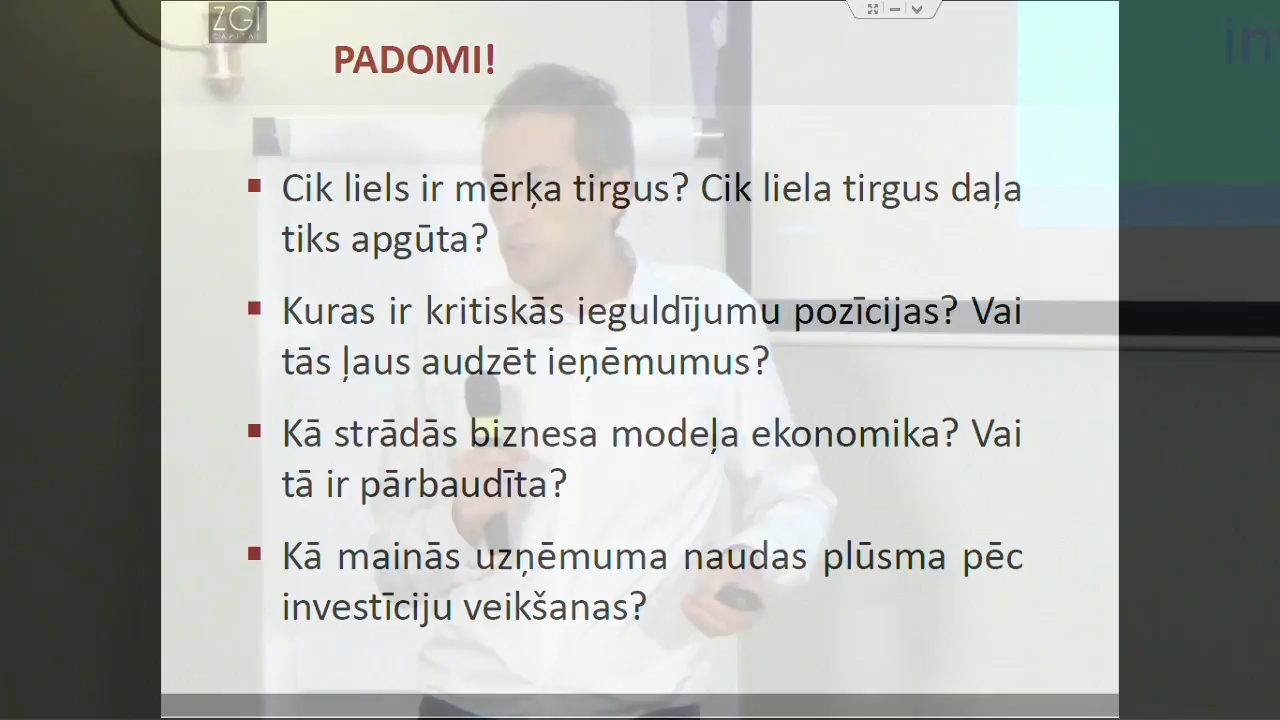 ZGI
CAPITAL
PADOMI!
Cik liels ir mērķa tirgus? Cik liela tirgus daļa
tiks apgūta?
Kuras ir kritiskās ieguldījumu pozīcijas? Vai
tās ļaus audzēt ieņēmumus?
Kā strādās biznesa modeļa ekonomika? Vai
tā ir pārbaudīta?
Kā mainās uzņēmuma naudas plūsma pēc
investīciju veikšanas?